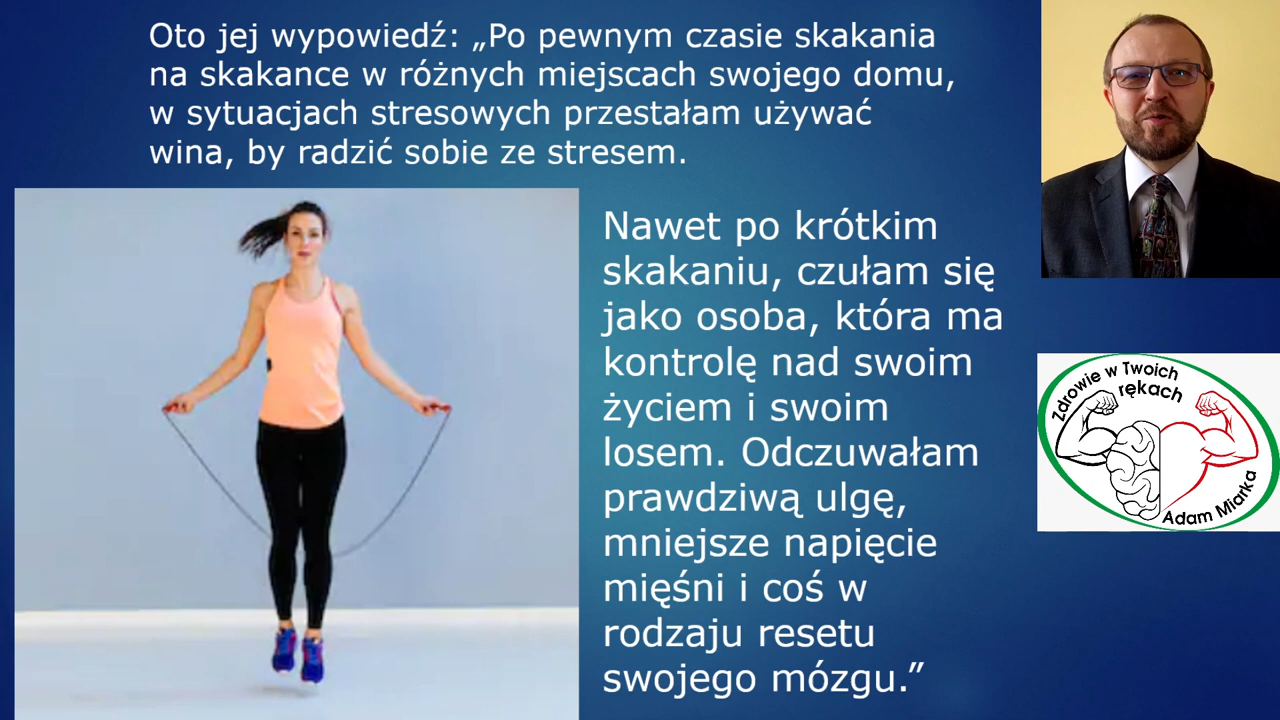 Oto jej wypowiedź: „Po pewnym czasie skakania
na skakance w różnych miejscach swojego domu,
w sytuacjach stresowych przestałam używać
wina, by radzić sobie ze stresem.
Nawet po krótkim
skakaniu, czułam się
jako osoba, która ma
kontrolę nad swoim
życiem i swoim
losem. Odczuwałam
prawdziwą ulgę,
mniejsze napięcie
mięśni i coś w
rodzaju resetu
swojego mózgu.”
Zdrowie w Twoich
rękach
Adam Miarka